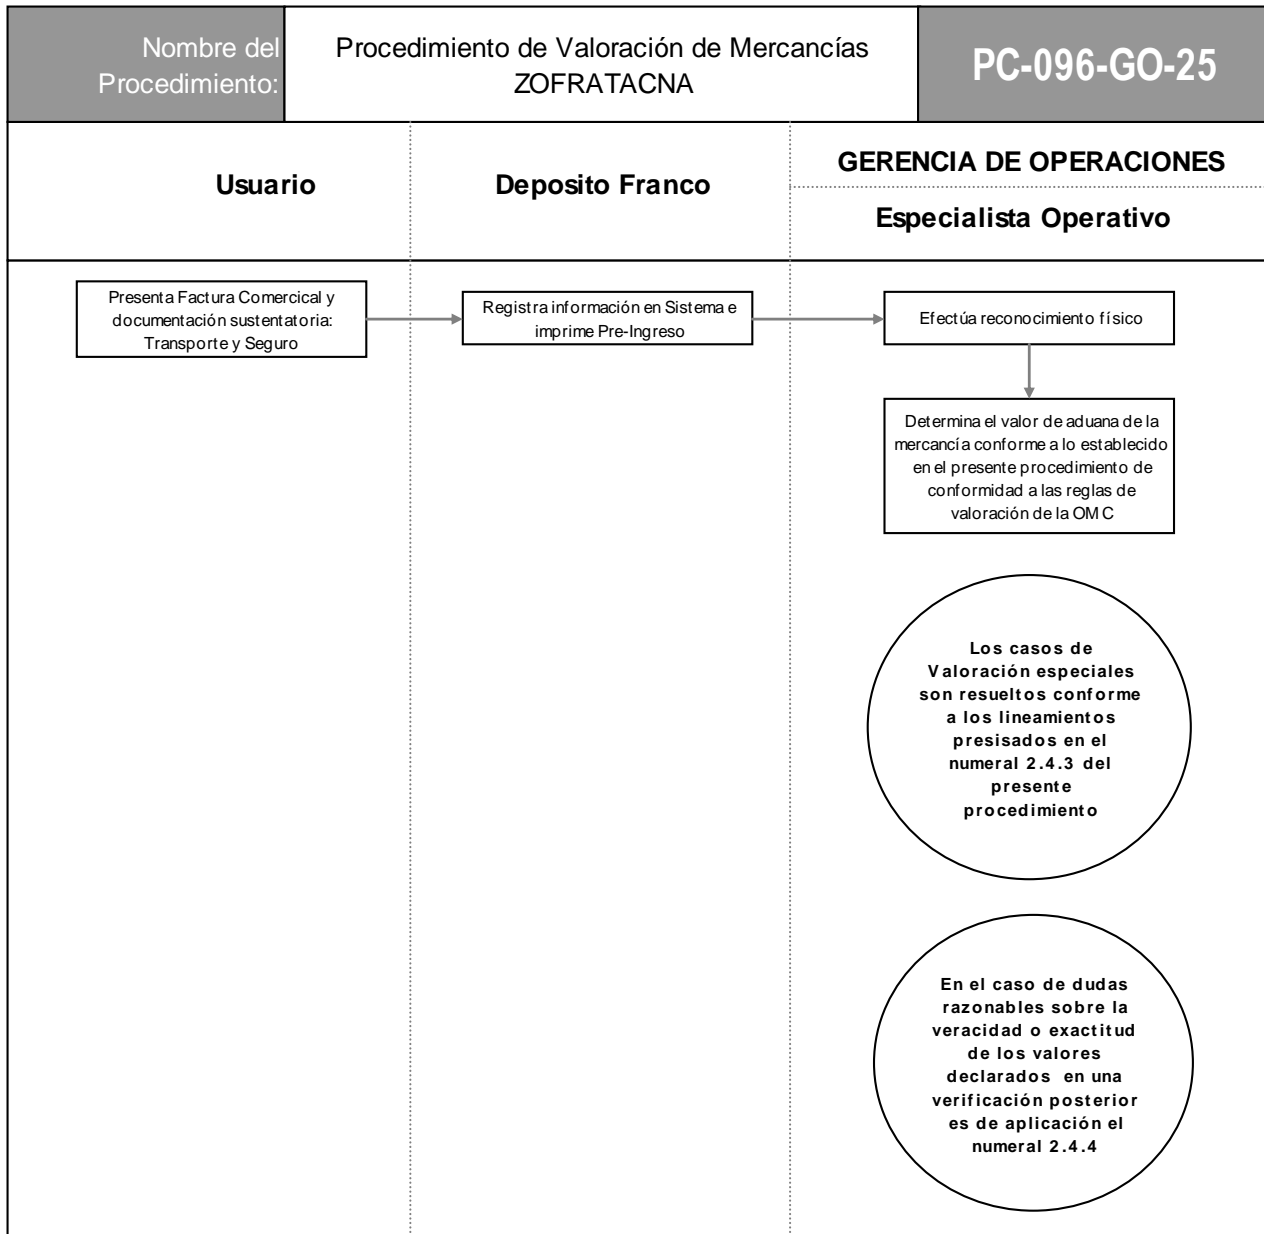 Nombre del
Procedimiento:
Procedimiento de Valoración de Mercancías
ZOFRATACNA
PC-096-GO-25
Usuario
Deposito Franco
GERENCIA DE OPERACIONES
Especialista Operativo
Presenta Factura Comercical y
documentación sustentatoria:
Transporte y Seguro
Registra información en Sistema e
imprime Pre-Ingreso
Efectúa reconocimiento físico
Determina el valor de aduana de la
mercancía conforme a lo establecido
en el presente procedimiento de
conformidad a las reglas de
valoración de la OMC
Los casos de
Valoración especiales
son resueltos conforme
a los lineamientos
presisados en el
numeral 2.4.3 del
presente
procedimiento
En el caso de dudas
razonables sobre la
veracidad o exactitud
de los valores
declarados en una
verificación posterior
es de aplicación el
numeral 2.4.4